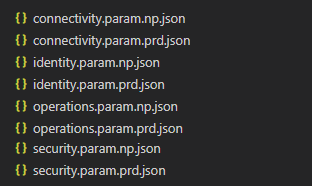 {} connectivity.param.np.json
{} connectivity.param.prd.json
{} identity.param.np.json
{} identity.param.prd.json
{} operations.param.np.json
{} operations.param.prd.json
{} security.param.np.json
{} security.param.prd.json